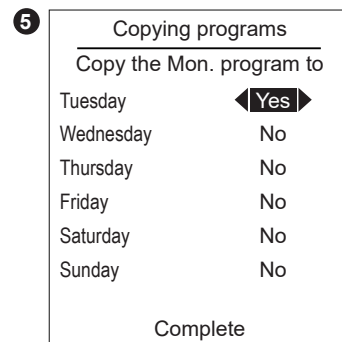 5
Copying programs
Copy the Mon. program to
Tuesday Yes
Wednesday No
Thursday No
Friday No
Saturday No
Sunday No
Complete